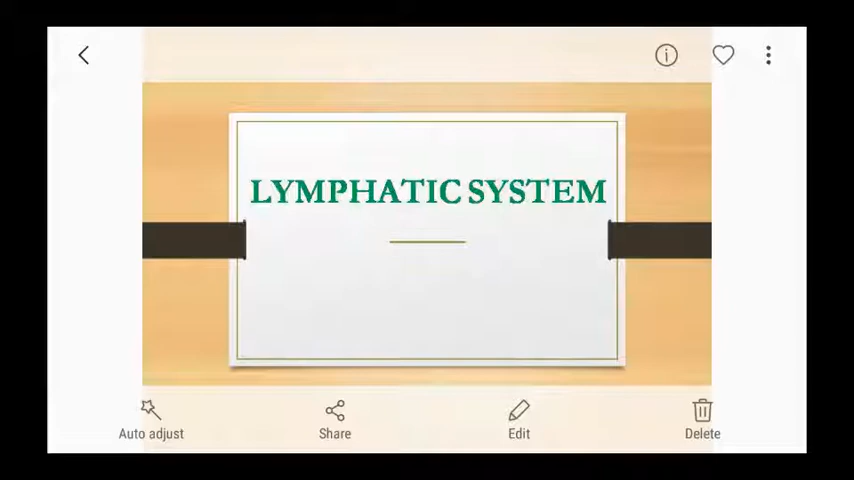 LYMPHATIC SYSTEM
Auto adjust
Share
Edit
Delete